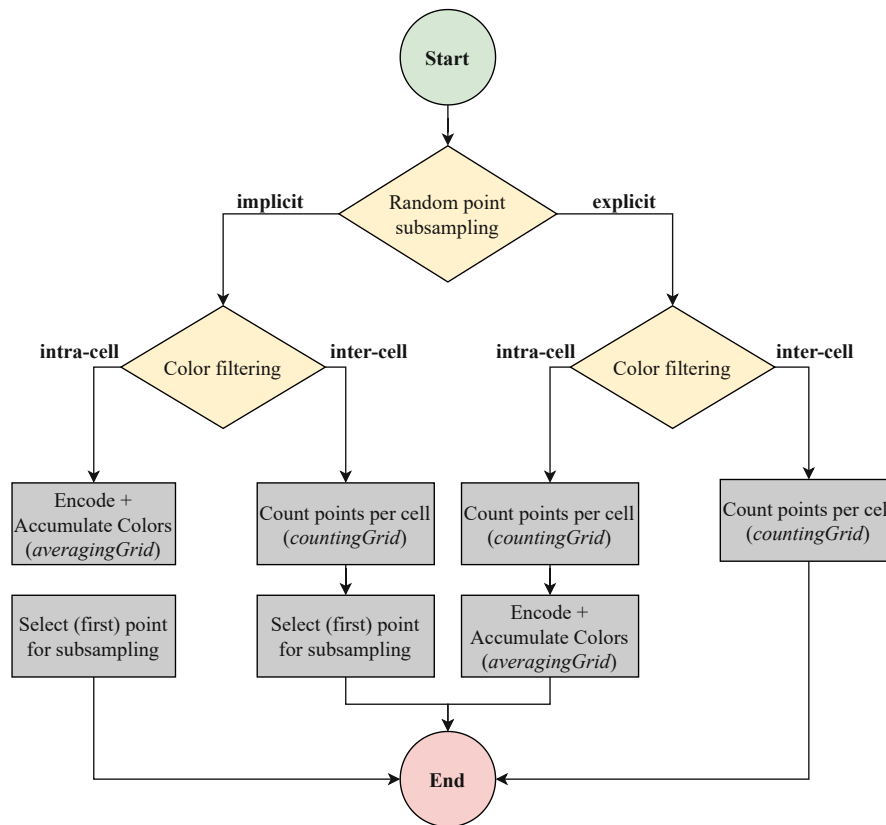 Start
Random point
subsampling
implicit
explicit
intra-cell
Color filtering
inter-cell
intra-cell
Color filtering
inter-cell
Encode +
Accumulate Colors
(averagingGrid)
Count points per cell
(countingGrid)
Count points per cell
(countingGrid)
Count points per cell
(countingGrid)
Select (first) point
for subsampling
Select (first) point
for subsampling
Encode +
Accumulate Colors
(averagingGrid)
End